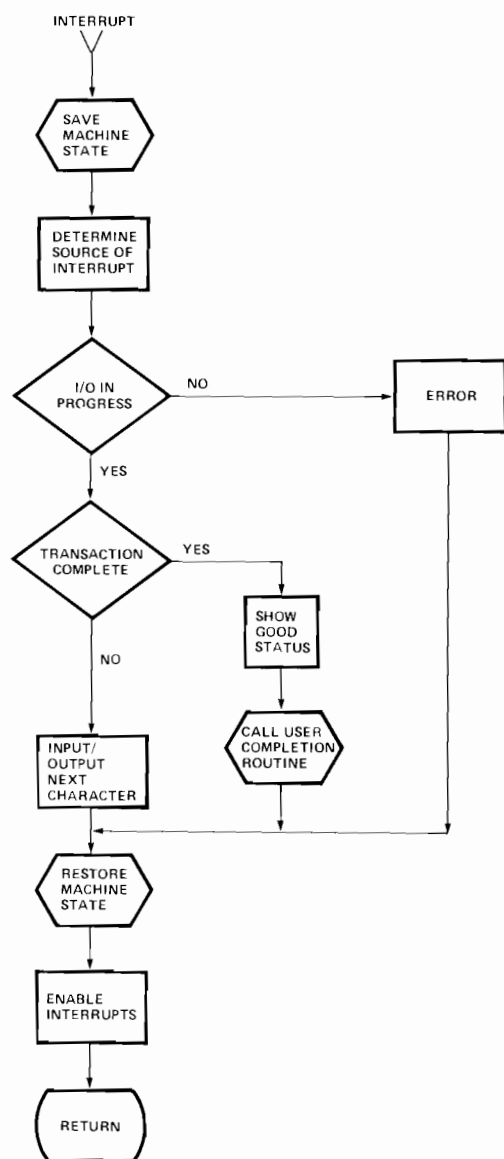 INTERRUPT
SAVE
MACHINE
STATE
DETERMINE
SOURCE OF
INTERRUPT
I/O IN
PROGRESS
NO
ERROR
YES
TRANSACTION
COMPLETE
YES
SHOW
GOOD
STATUS
NO
CALL USER
COMPLETION
ROUTINE
INPUT/
OUTPUT
NEXT
CHARACTER
RESTORE
MACHINE
STATE
ENABLE
INTERRUPTS
RETURN